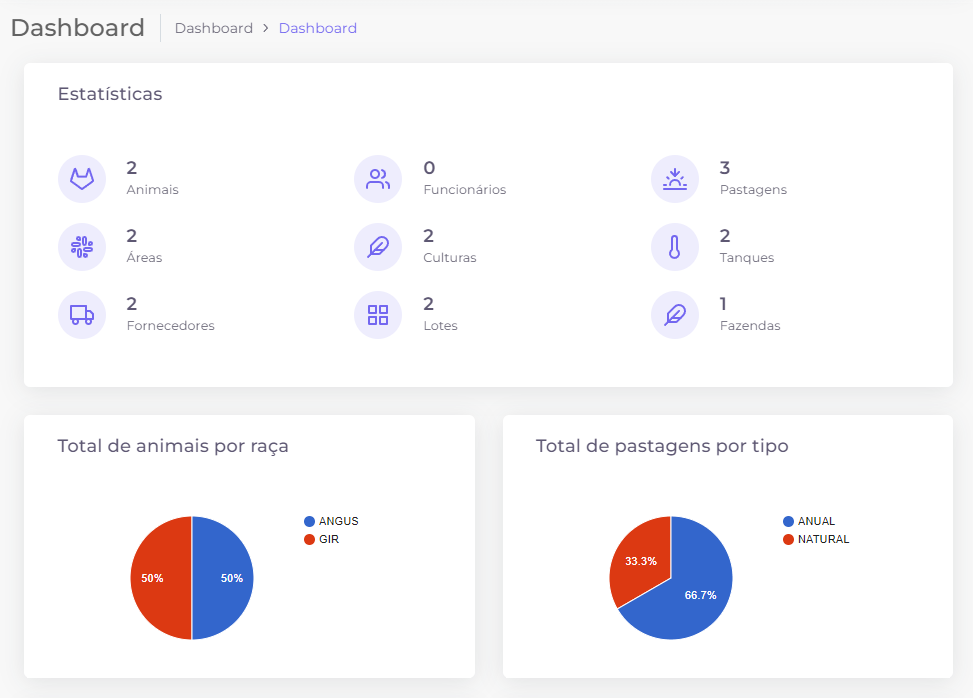 Dashboard
Dashboard > Dashboard
Estatísticas
2
Animais
0
Funcionários
3
Pastagens
2
Áreas
2
Culturas
2
Tanques
2
Fornecedores
2
Lotes
1
Fazendas
Total de animais por raça
ANGUS
GIR
50%
50%
Total de pastagens por tipo
ANUAL
NATURAL
33.3%
66.7%